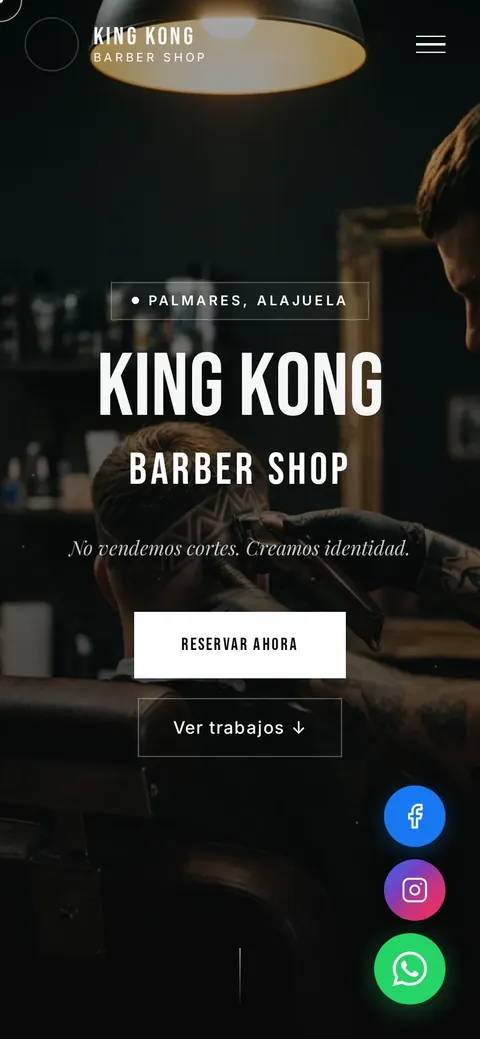 KING KONG
BARBER SHOP
PALMARES, ALAJUELA
KING KONG
BARBER SHOP
No vendemos cortes. Creamos identidad.
RESERVAR AHORA
Ver trabajos ↓